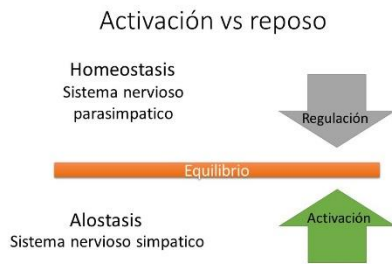 Activación vs reposo
Homeostasis
Sistema nervioso
parasimpatico
Regulación
Equilibrio
Alostasis
Sistema nervioso simpatico
Activación